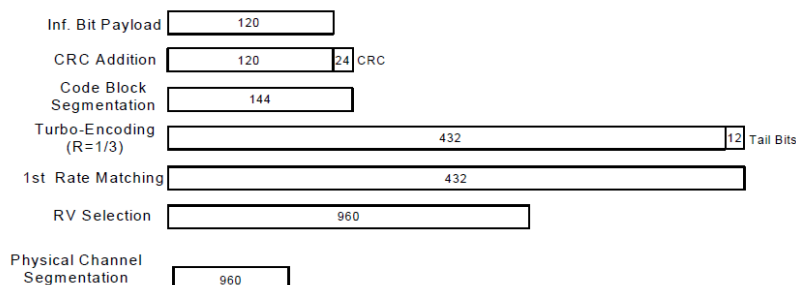 Inf. Bit Payload 120
CRC Addition 120 24 CRC
Code Block
Segmentation 144
Turbo-Encoding
(R=1/3) 432 12 Tail Bits
1st Rate Matching 432
RV Selection 960
Physical Channel
Segmentation 960